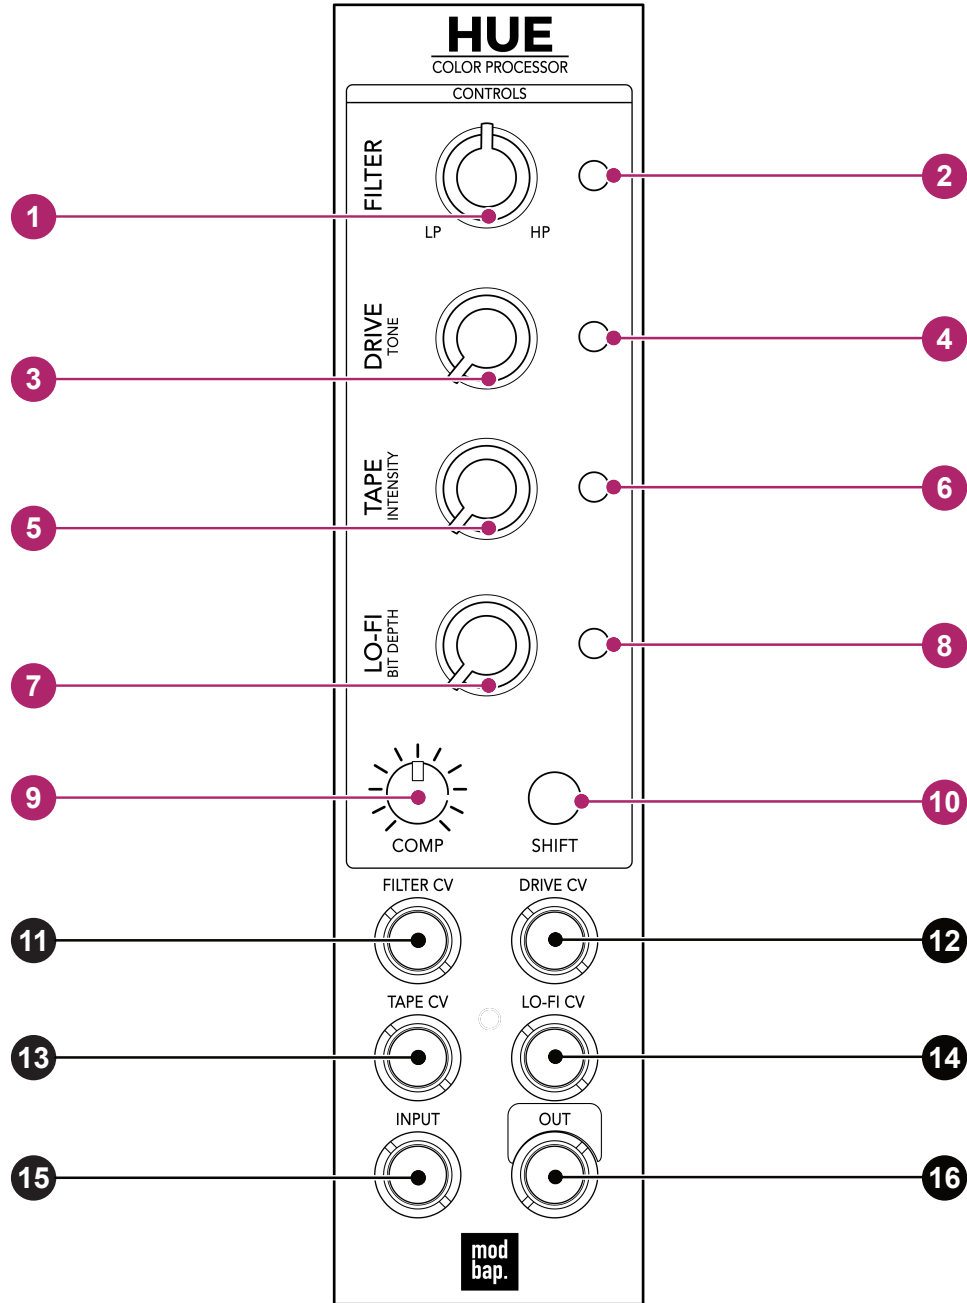 HUE
COLOR PROCESSOR
CONTROLS
FILTER
LP
HP
1
2
DRIVE
TONE
3
4
TAPE
INTENSITY
5
6
LO-FI
BIT DEPTH
7
8
9
10
COMP
SHIFT
FILTER CV
DRIVE CV
11
12
TAPE CV
LO-FI CV
13
14
INPUT
OUT
15
16
mod
bap.